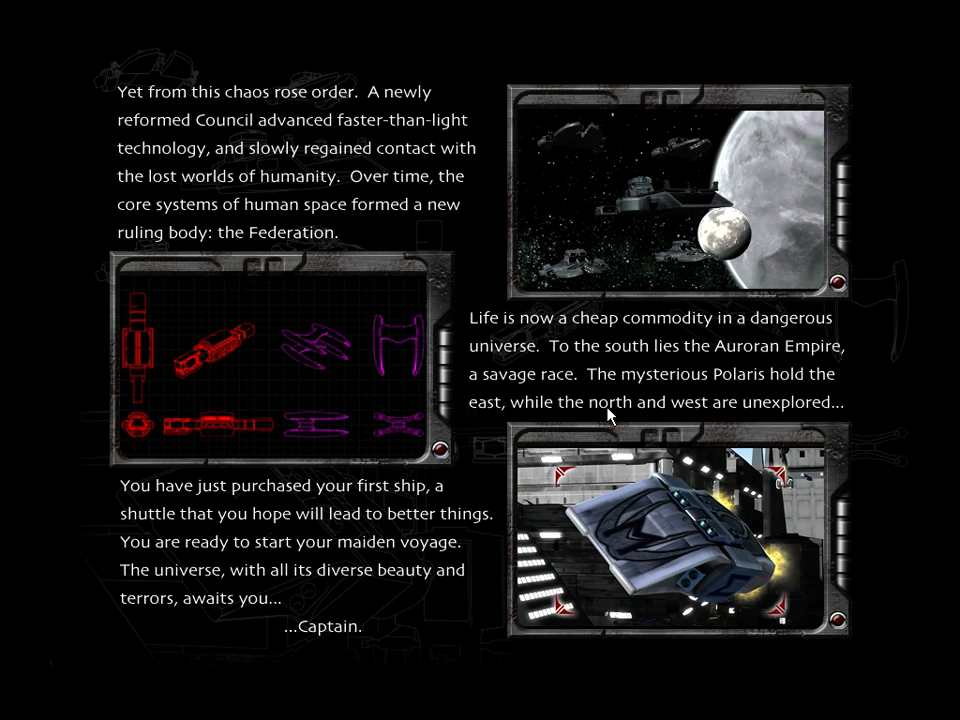 Yet from this chaos rose order.  A newly
reformed Council advanced faster-than-light
technology, and slowly regained contact with
the lost worlds of humanity.  Over time, the
core systems of human space formed a new
ruling body: the Federation.
Life is now a cheap commodity in a dangerous
universe.  To the south lies the Auroran Empire,
a savage race.  The mysterious Polaris hold the
east, while the north and west are unexplored...
You have just purchased your first ship, a
shuttle that you hope will lead to better things.
You are ready to start your maiden voyage.
The universe, with all its diverse beauty and
terrors, awaits you...
...Captain.